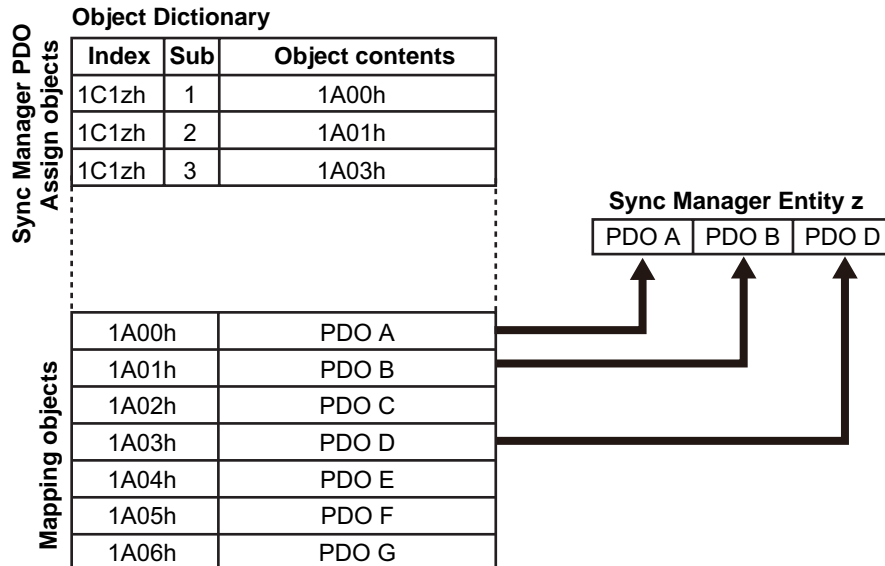 Object Dictionary
Sync Manager PDO
Assign objects
Index Sub Object contents
1C1zh 1 1A00h
1C1zh 2 1A01h
1C1zh 3 1A03h
Sync Manager Entity z
PDO A PDO B PDO D
Mapping objects
1A00h PDO A
1A01h PDO B
1A02h PDO C
1A03h PDO D
1A04h PDO E
1A05h PDO F
1A06h PDO G